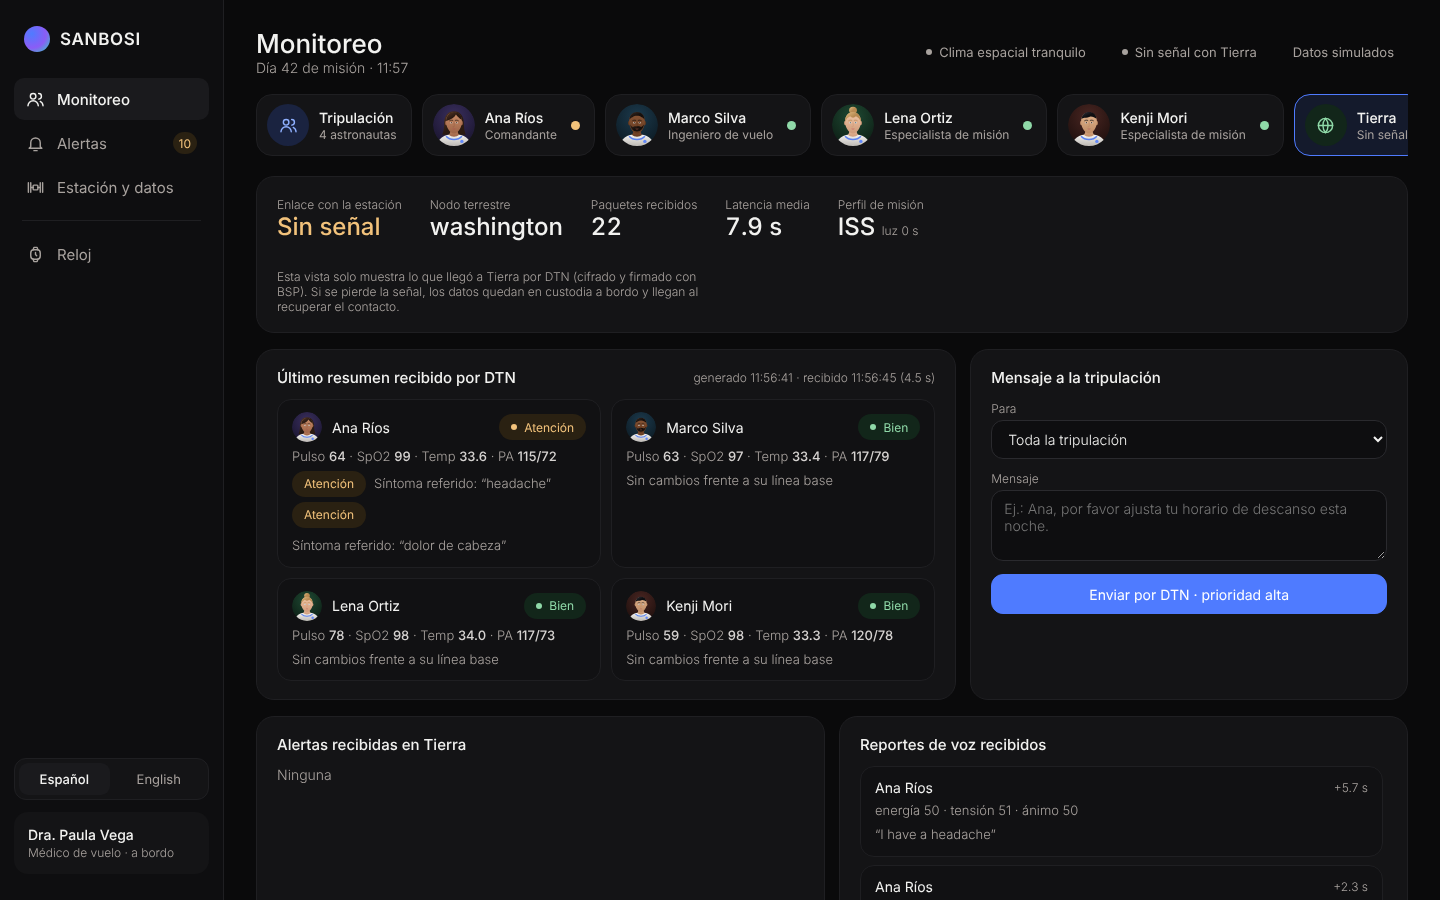 SANBOSI
Monitoreo
Alertas
10
Estación y datos
Reloj
Español
English
Dra. Paula Vega
Médico de vuelo · a bordo
Monitoreo
Día 42 de misión · 11:57
Clima espacial tranquilo
Sin señal con Tierra
Datos simulados
Tripulación
4 astronautas
Ana Ríos
Comandante
Marco Silva
Ingeniero de vuelo
Lena Ortiz
Especialista de misión
Kenji Mori
Especialista de misión
Tierra
Sin señal
Enlace con la estación
Sin señal
Nodo terrestre
washington
Paquetes recibidos
22
Latencia media
7.9 s
Perfil de misión
ISS luz 0 s
Esta vista solo muestra lo que llegó a Tierra por DTN (cifrado y firmado con
BSP). Si se pierde la señal, los datos quedan en custodia a bordo y llegan al
recuperar el contacto.
Último resumen recibido por DTN
generado 11:56:41 · recibido 11:56:45 (4.5 s)
Ana Ríos
Atención
Pulso 64 · SpO2 99 · Temp 33.6 · PA 115/72
Atención Síntoma referido: “headache”
Atención
Síntoma referido: “dolor de cabeza”
Marco Silva
Bien
Pulso 63 · SpO2 97 · Temp 33.4 · PA 117/79
Sin cambios frente a su línea base
Lena Ortiz
Bien
Pulso 78 · SpO2 98 · Temp 34.0 · PA 117/73
Sin cambios frente a su línea base
Kenji Mori
Bien
Pulso 59 · SpO2 98 · Temp 33.3 · PA 120/78
Sin cambios frente a su línea base
Mensaje a la tripulación
Para
Toda la tripulación
Mensaje
Ej.: Ana, por favor ajusta tu horario de descanso esta
noche.
Enviar por DTN · prioridad alta
Alertas recibidas en Tierra
Ninguna
Reportes de voz recibidos
Ana Ríos
+5.7 s
energía 50 · tensión 51 · ánimo 50
“I have a headache”
Ana Ríos
+2.3 s